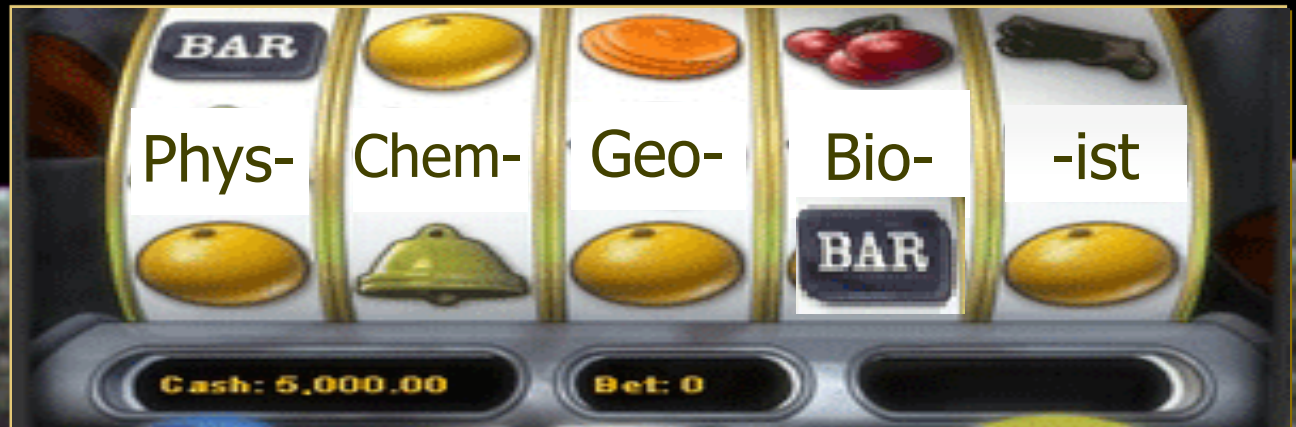 BAR
Phys- Chem- Geo- Bio- -ist
BAR
Cash: 5,000.00 Bet: 0